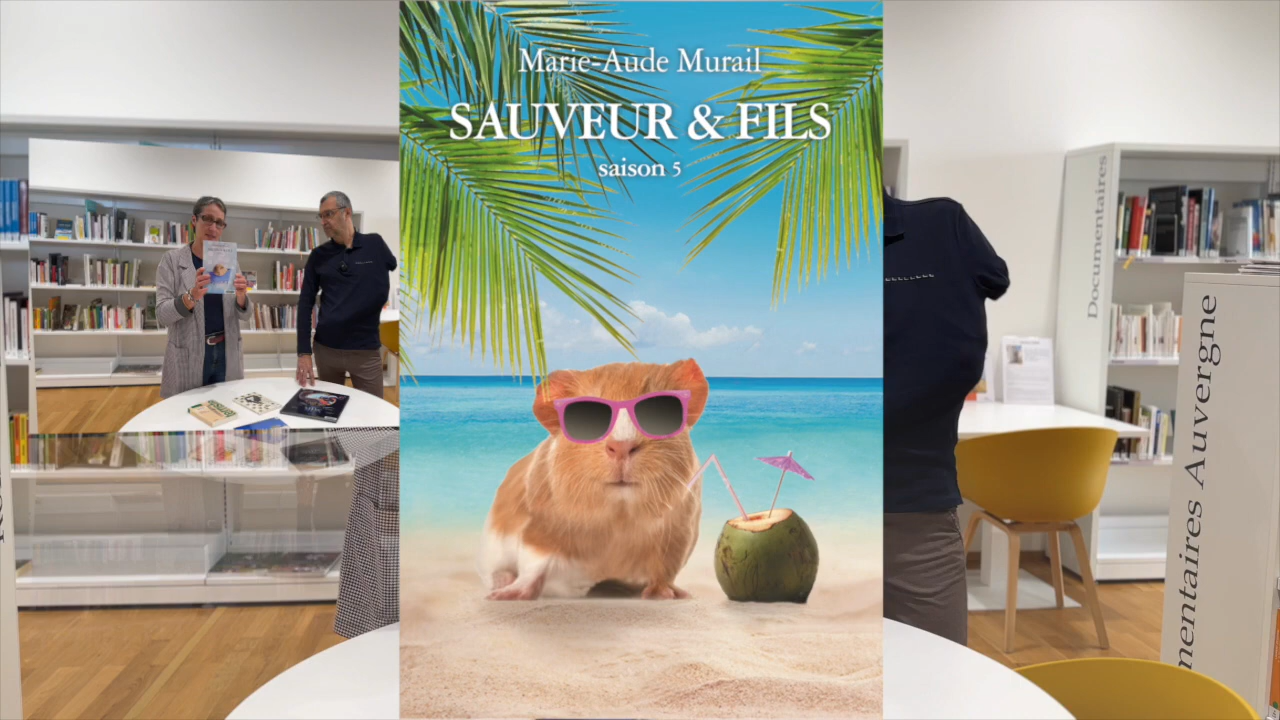 Marie-Aude Murail
SAUVEUR & FILS
saison 5
Documentaires
mentaires Auvergne